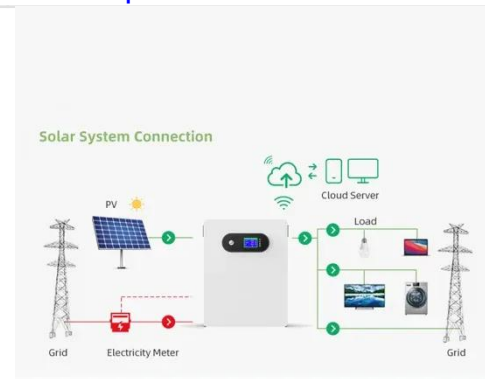 Solar System Connection
Cloud Server
PV
Load
Grid
Electricity Meter
Grid